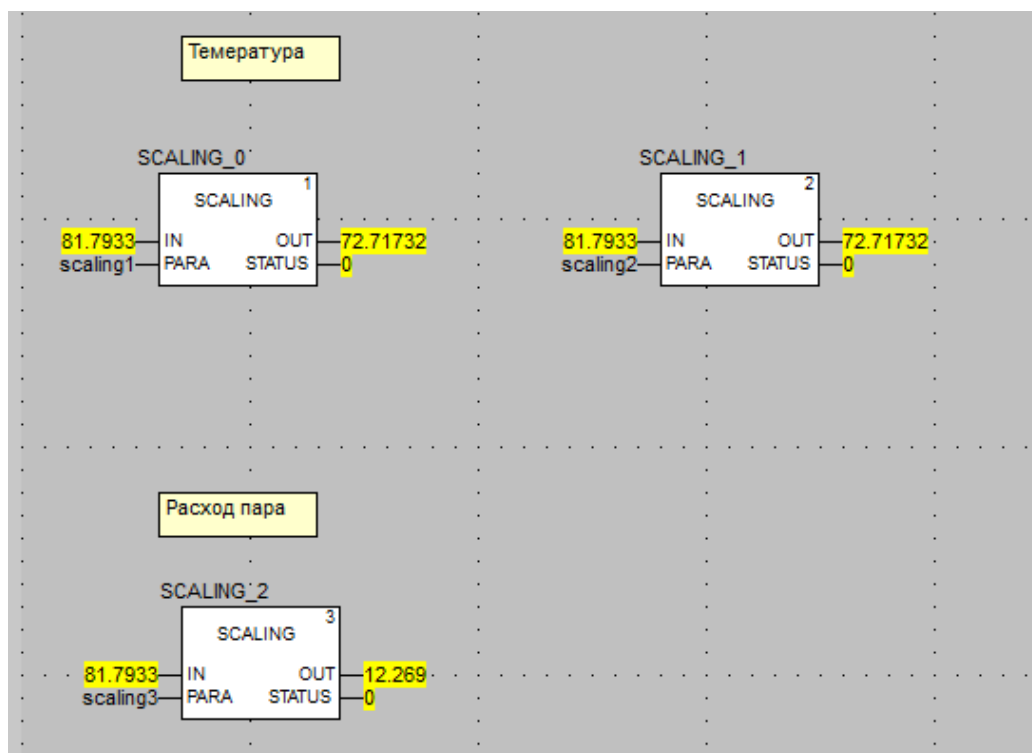 Темература
SCALING_0
1
SCALING
81.7933 IN OUT 72.71732
scaling1 PARA STATUS 0
SCALING_1
2
SCALING
81.7933 IN OUT 72.71732
scaling2 PARA STATUS 0
Расход пара
SCALING_2
3
SCALING
81.7933 IN OUT 12.269
scaling3 PARA STATUS 0